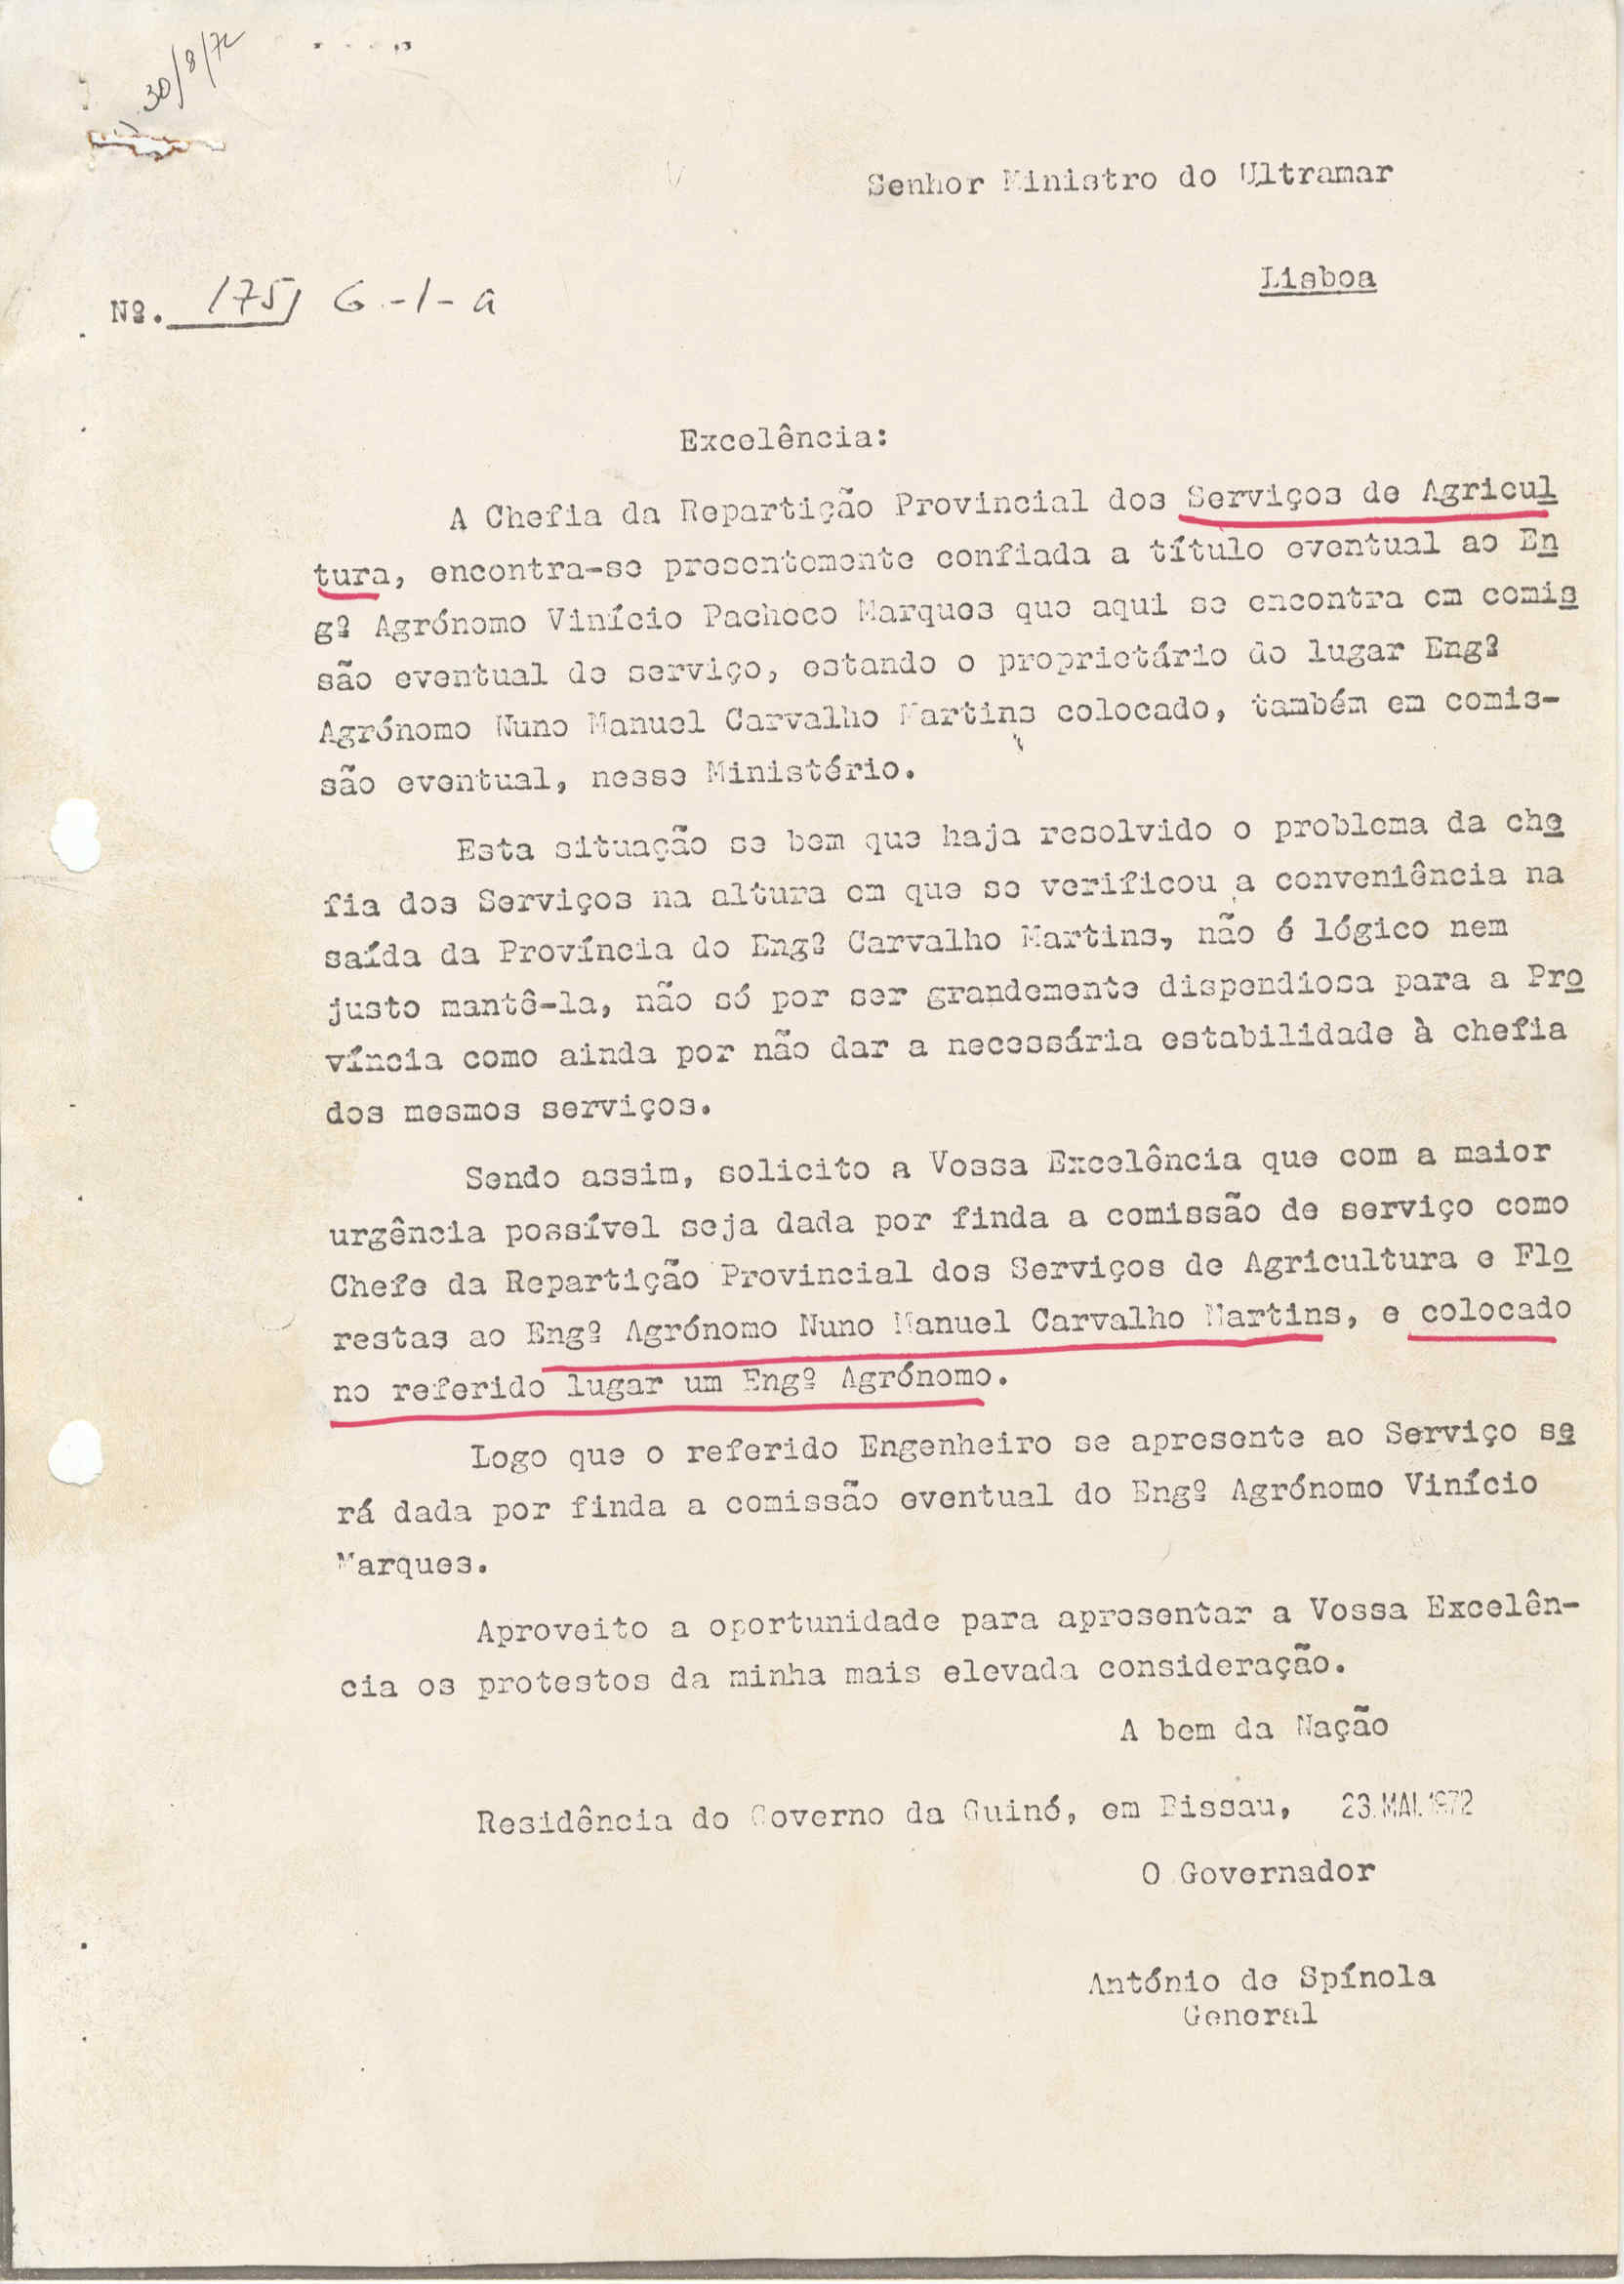 30/8/72
Senhor Ministro do Ultramar
Lisboa
Nº. 175/ G-1-a
Excelência:
A Chefia da Repartição Provincial dos Serviços de Agricul
tura, encontra-se presentemente confiada a título eventual ao En
gº Agrónomo Vinício Pacheco Marques que aqui se encontra em comis
são eventual de serviço, estando o proprietário do lugar Engº
Agrónomo Nuno Manuel Carvalho Martins colocado, também em comis-
são eventual, nesse Ministério.
Esta situação se bem que haja resolvido o problema da che
fia dos Serviços na altura em que se verificou a conveniência na
saída da Província do Engº Carvalho Martins, não é lógico nem
justo mantê-la, não só por ser grandemente dispendiosa para a Pro
víncia como ainda por não dar a necessária estabilidade à chefia
dos mesmos serviços.
Sendo assim, solicito a Vossa Excelência que com a maior
urgência possível seja dada por finda a comissão de serviço como
Chefe da Repartição Provincial dos Serviços de Agricultura e Flo
restas ao Engº Agrónomo Nuno Manuel Carvalho Martins, e colocado
no referido lugar um Engº Agrónomo.
Logo que o referido Engenheiro se apresente ao Serviço se
rá dada por finda a comissão eventual do Engº Agrónomo Vinício
Marques.
Aproveito a oportunidade para apresentar a Vossa Excelên-
cia os protestos da minha mais elevada consideração.
A bem da Nação
Residência do Governo da Guiné, em Bissau, 23.MAI.1972
O Governador
António de Spínola
General